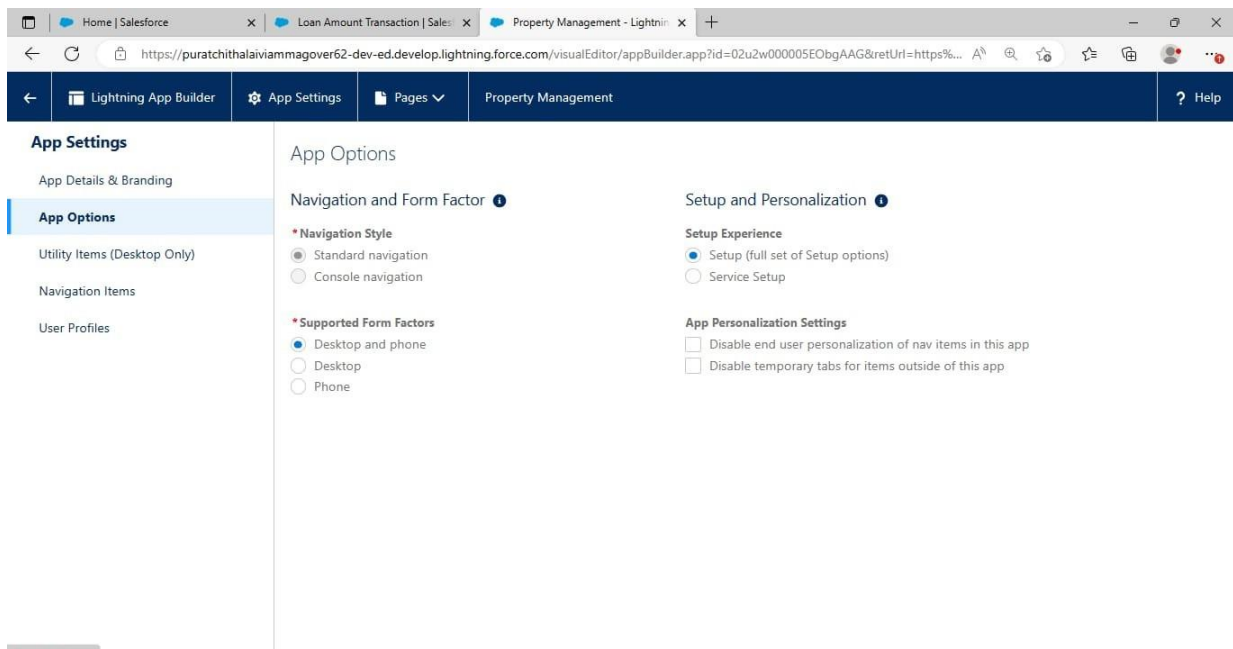 Home | Salesforce
Loan Amount Transaction | Sales
Property Management - Lightnin
https://puratchithalaiviammagover62-dev-ed.develop.lightning.force.com/visualEditor/appBuilder.app?id=02u2w000005EObgAAG&retUrl=https%...
Lightning App Builder
App Settings
Pages
Property Management
? Help
App Settings
App Details & Branding
App Options
Utility Items (Desktop Only)
Navigation Items
User Profiles
App Options
Navigation and Form Factor
*Navigation Style
Standard navigation
Console navigation
*Supported Form Factors
Desktop and phone
Desktop
Phone
Setup and Personalization
Setup Experience
Setup (full set of Setup options)
Service Setup
App Personalization Settings
Disable end user personalization of nav items in this app
Disable temporary tabs for items outside of this app